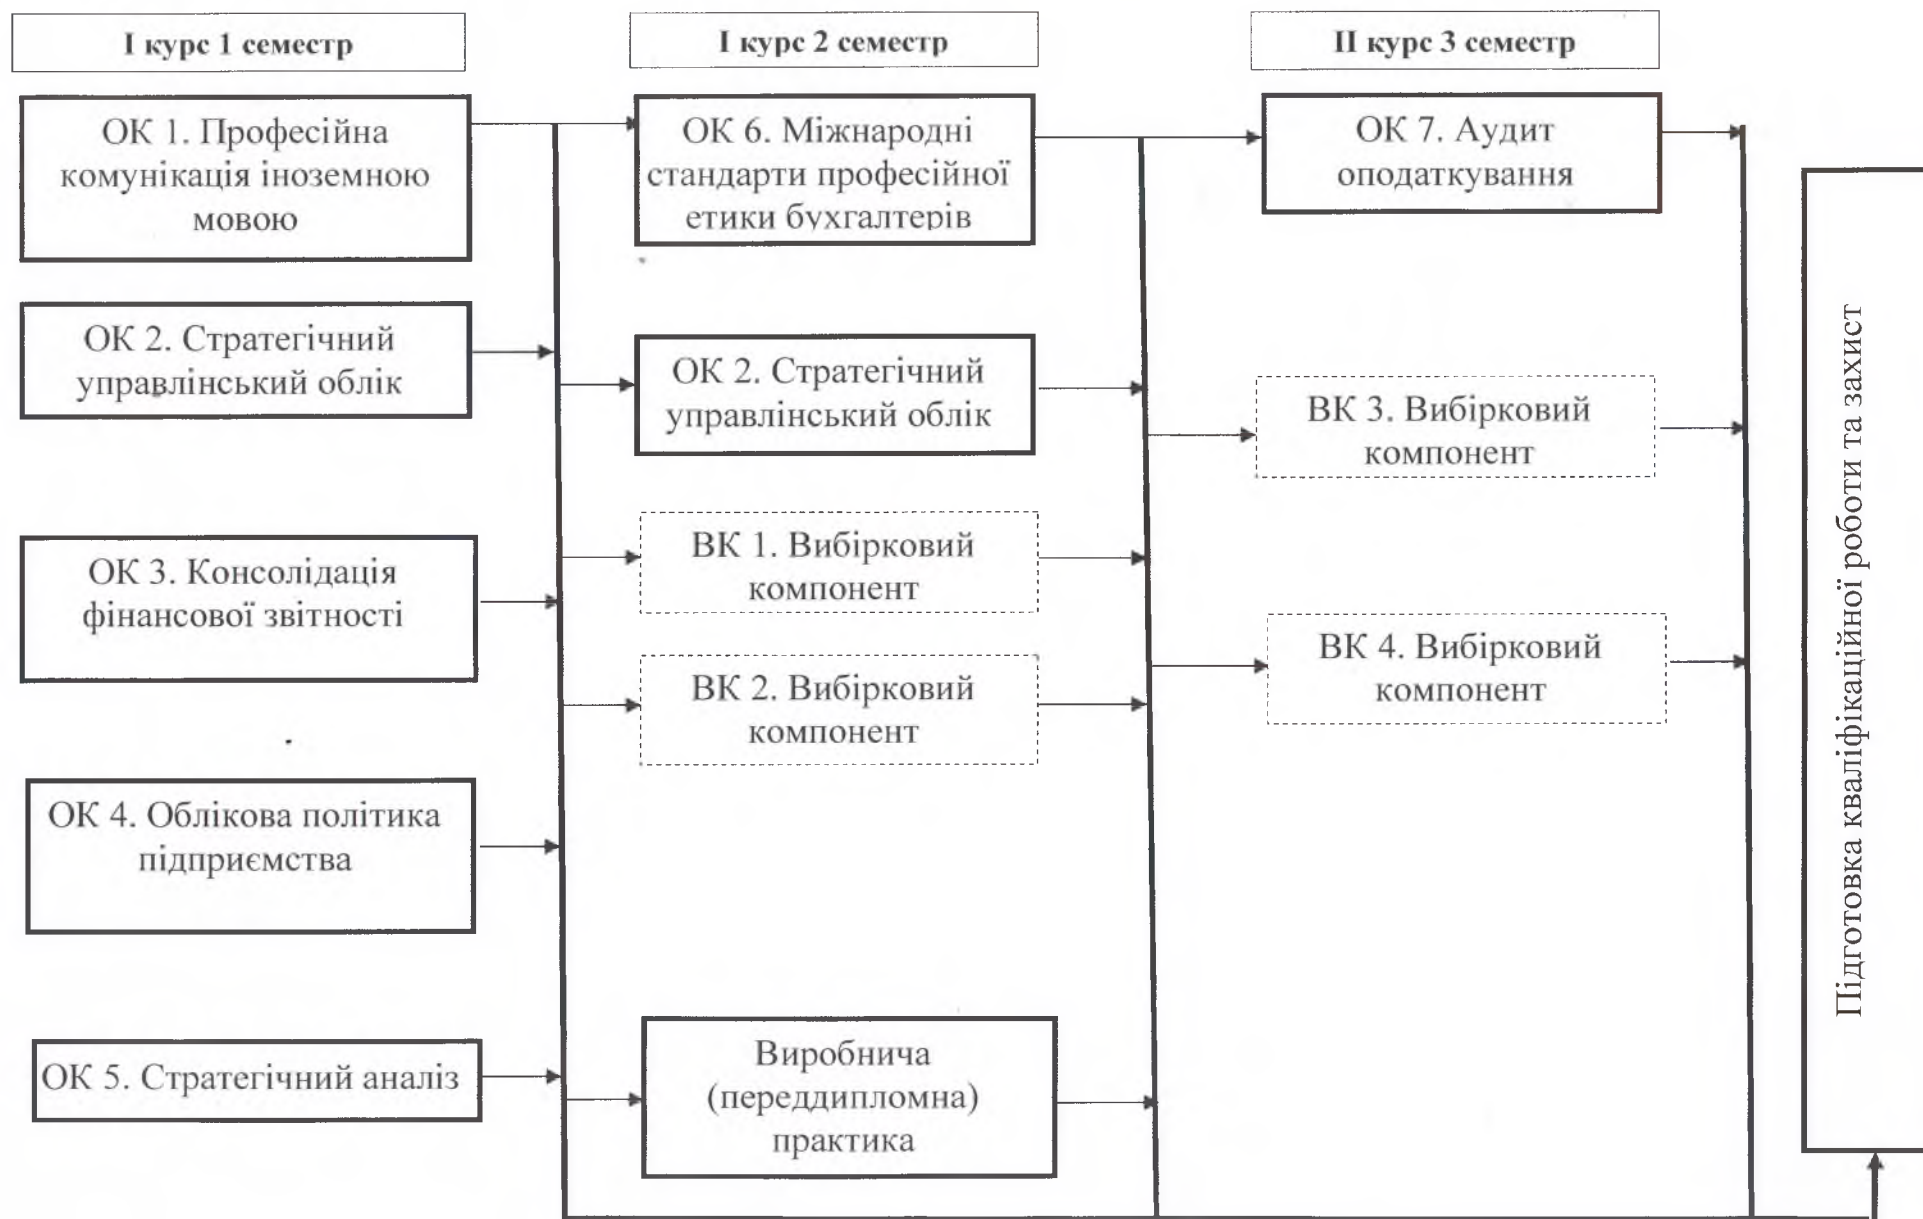 І курс 1 семестр
І курс 2 семестр
ІІ курс 3 семестр
ОК 1. Професійна
комунікація іноземною
мовою
ОК 2. Стратегічний
управлінський облік
ОК 3. Консолідація
фінансової звітності
ОК 4. Облікова політика
підприємства
ОК 5. Стратегічний аналіз
ОК 6. Міжнародні
стандарти професійної
етики бухгалтерів
ОК 2. Стратегічний
управлінський облік
ВК 1. Вибірковий
компонент
ВК 2. Вибірковий
компонент
Виробнича
(переддипломна)
практика
ОК 7. Аудит
оподаткування
ВК 3. Вибірковий
компонент
ВК 4. Вибірковий
компонент
Підготовка кваліфікаційної роботи та захист